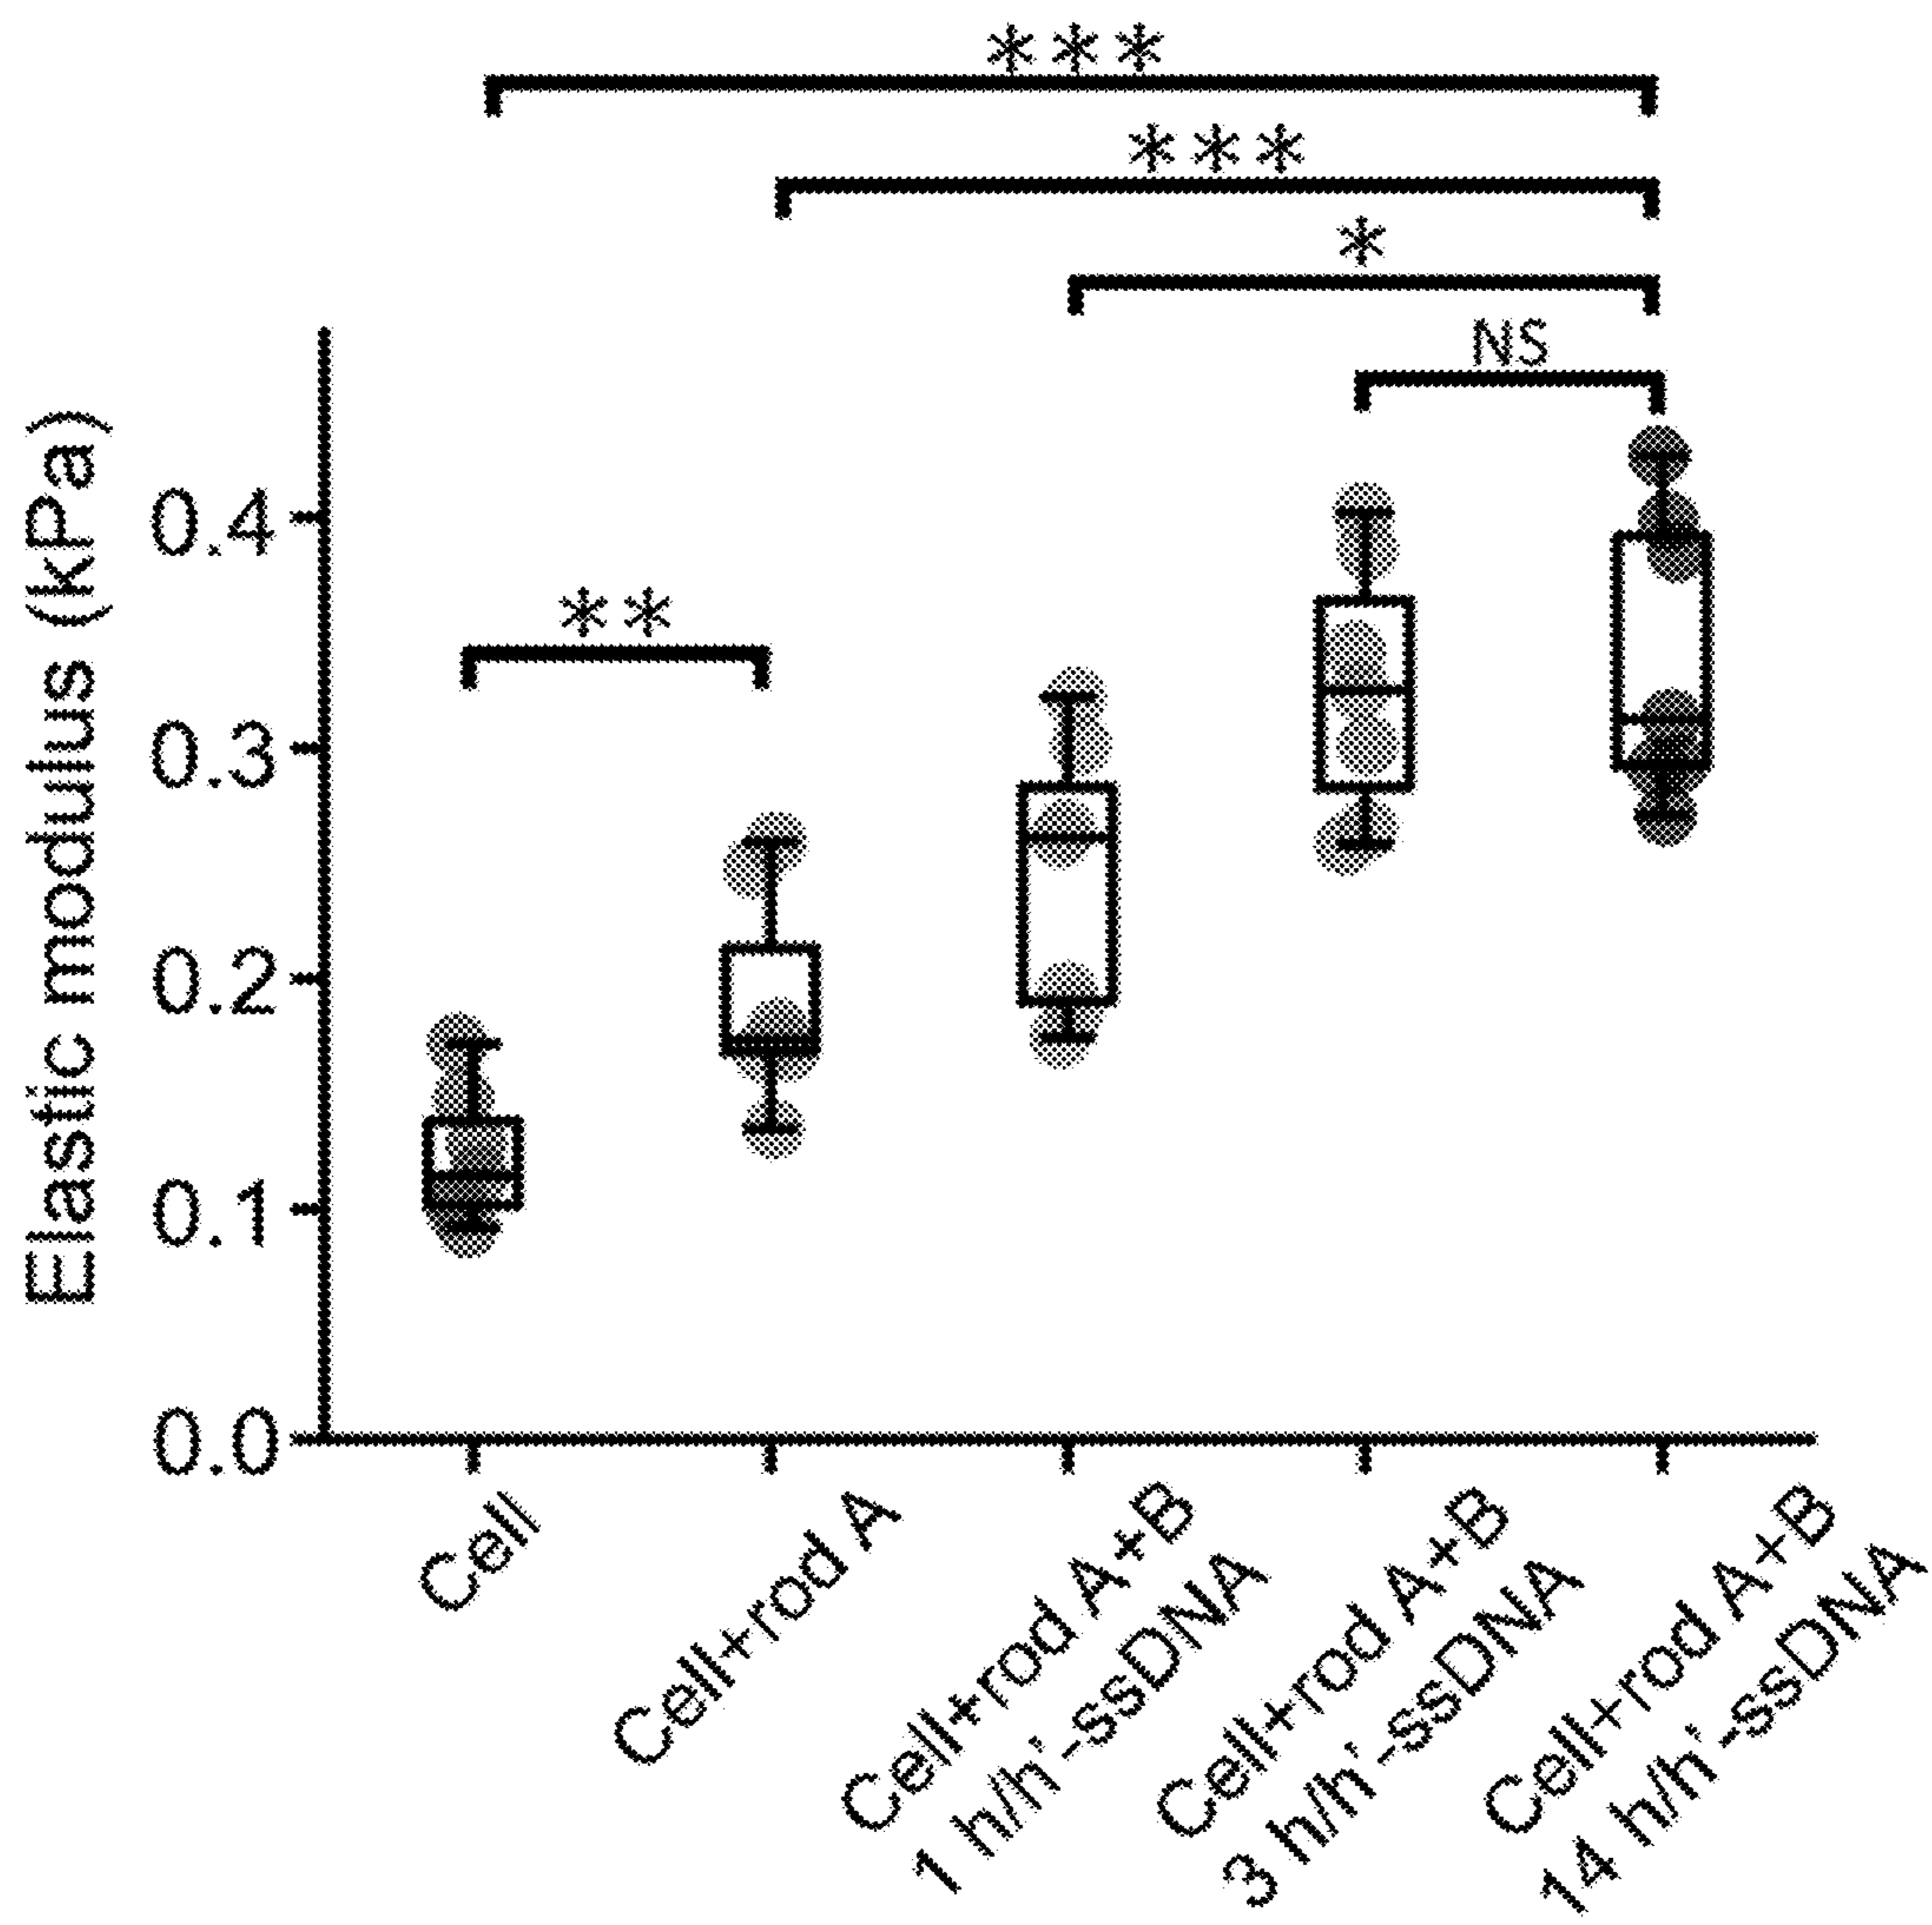 ***
***
*
NS
**
Elastic modulus (kPa)
0.4
0.3
0.2
0.1
0.0
Cell
Cell+rod A
Cell+rod A+B
1 h/h'-ssDNA
Cell+rod A+B
3 h/h'-ssDNA
Cell+rod A+B
14 h/h'-ssDNA